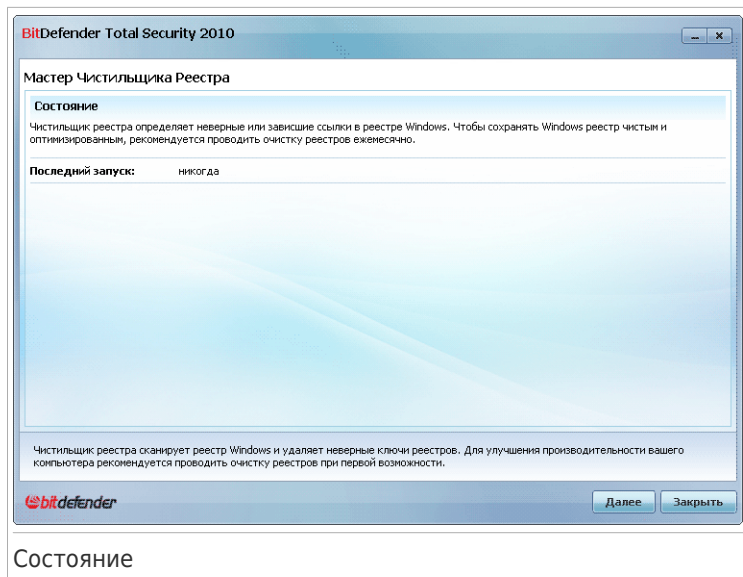 BitDefender Total Security 2010
Мастер Чистильщика Реестра
Состояние
Чистильщик реестра определяет неверные или зависшие ссылки в реестре Windows. Чтобы сохранять Windows реестр чистым и
оптимизированным, рекомендуется проводить очистку реестров ежемесячно.
Последний запуск: никогда
Чистильщик реестра сканирует реестр Windows и удаляет неверные ключи реестров. Для улучшения производительности вашего
компьютера рекомендуется проводить очистку реестров при первой возможности.
bitdefender
Далее Закрыть
Состояние